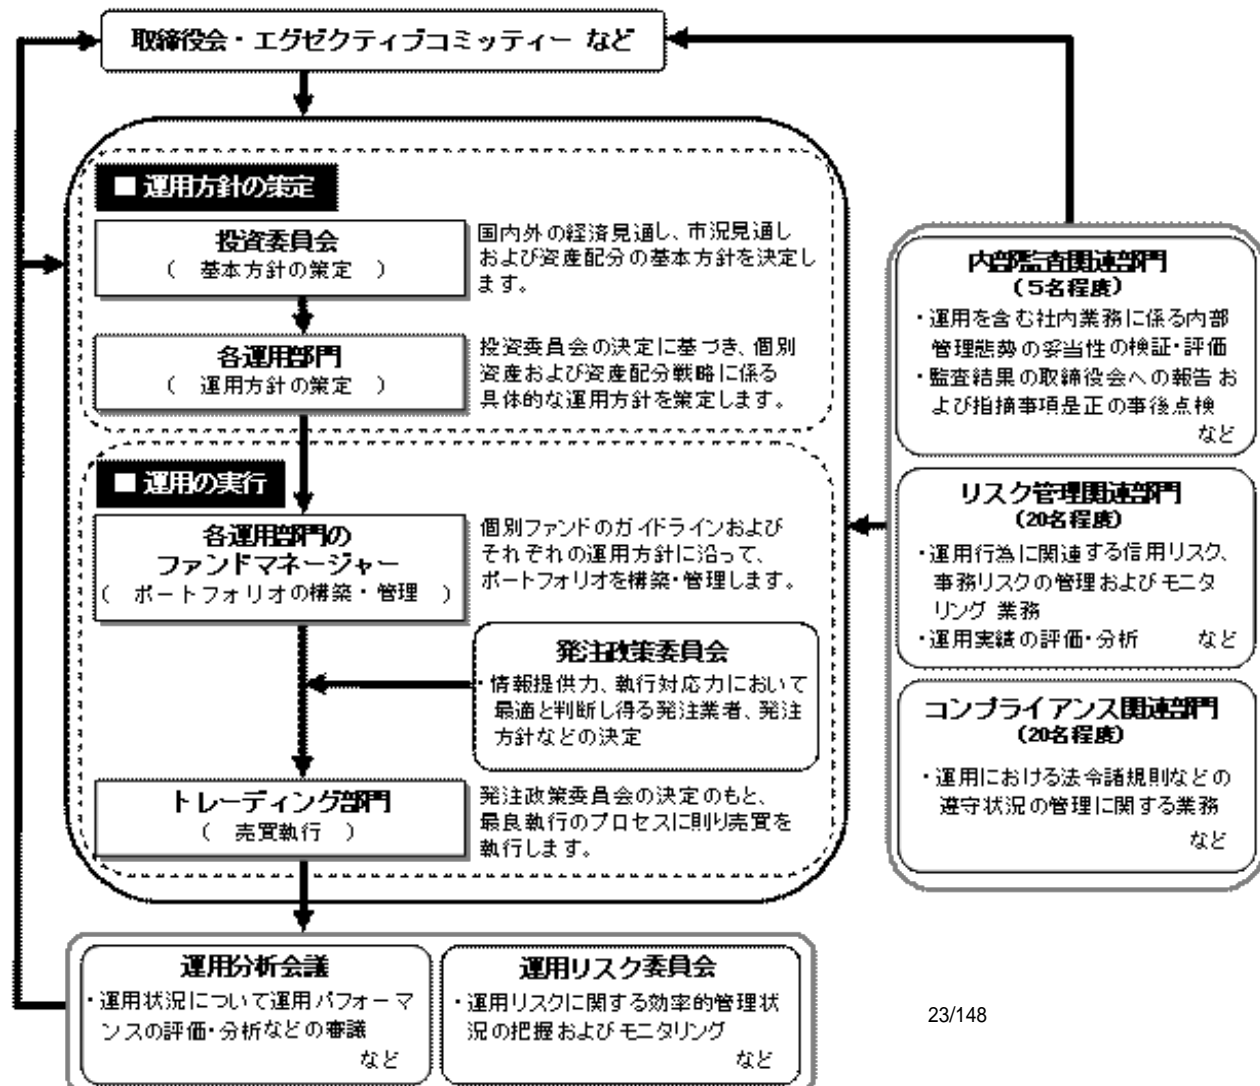 取締役会・エグゼクティブコミッティー など
■ 運用方針の策定
投資委員会
( 基本方針の策定 )
国内外の経済見通し、市況見通し
および資産配分の基本方針を決定し
ます。
各運用部門
( 運用方針の策定 )
投資委員会の決定に基づき、個別
資産および資産配分戦略に係る
具体的な運用方針を策定します。
■ 運用の実行
各運用部門の
ファンドマネージャー
( ポートフォリオの構築・管理 )
個別ファンドのガイドラインおよび
それぞれの運用方針に沿って、
ポートフォリオを構築・管理します。
発注政策委員会
・情報提供力、執行対応力において
最適と判断し得る発注業者、発注
方針などの決定
トレーディング部門
( 売買執行 )
発注政策委員会の決定のもと、
最良執行のプロセスに則り売買を
執行します。
内部監査関連部門
(5名程度)
・運用を含む社内業務に係る内部
管理態勢の妥当性の検証・評価
・監査結果の取締役会への報告 お
よび指摘事項是正の事後点検
など
リスク管理関連部門
(20名程度)
・運用行為に関連する信用リスク、
事務リスクの管理および モニタ
リング 業務
・運用実績の評価・分析 など
コンプライアンス関連部門
(20名程度)
・運用における法令諸規則などの
遵守状況の管理に関する業務
など
運用分析会議
・運用状況について運用パフォーマ
ンスの評価・分析などの審議
など
運用リスク委員会
・運用リスクに関する効率的管理状
況の把握および モニタリング
など
23/148